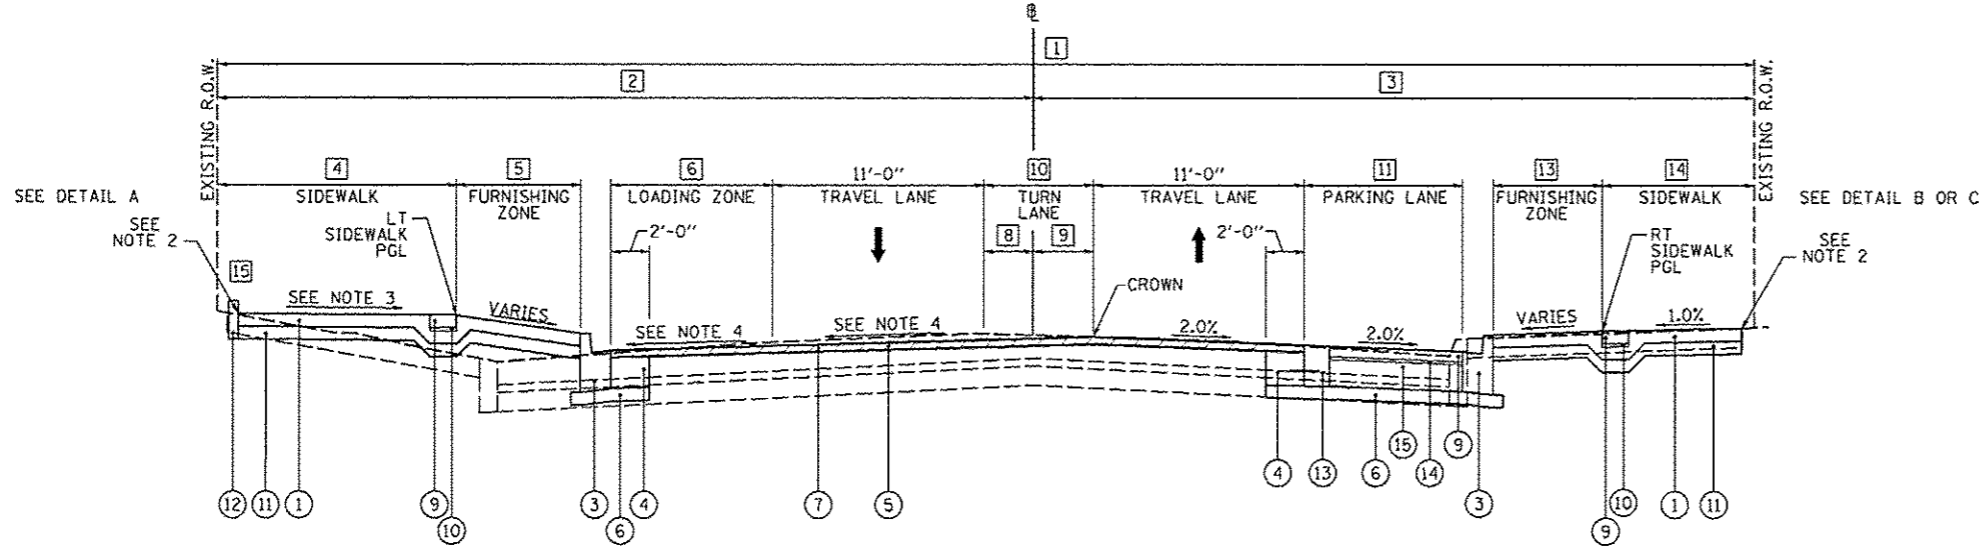 ℄
1
2
3
EXISTING R.O.W.
EXISTING R.O.W.
4
SIDEWALK
5
FURNISHING
ZONE
6
LOADING ZONE
11'-0"
TRAVEL LANE
10
TURN
LANE
11'-0"
TRAVEL LANE
11
PARKING LANE
13
FURNISHING
ZONE
14
SIDEWALK
SEE DETAIL A
SEE DETAIL B OR C
SEE
NOTE 2
LT
SIDEWALK
PGL
2'-0"
8
9
2'-0"
RT
SIDEWALK
PGL
SEE
NOTE 2
15
CROWN
SEE NOTE 3
VARIES
SEE NOTE 4
SEE NOTE 4
2.0%
2.0%
VARIES
1.0%
12
11
1
9
10
3
6
4
7
5
4
13
6
15
14
9
3
9
10
1
11